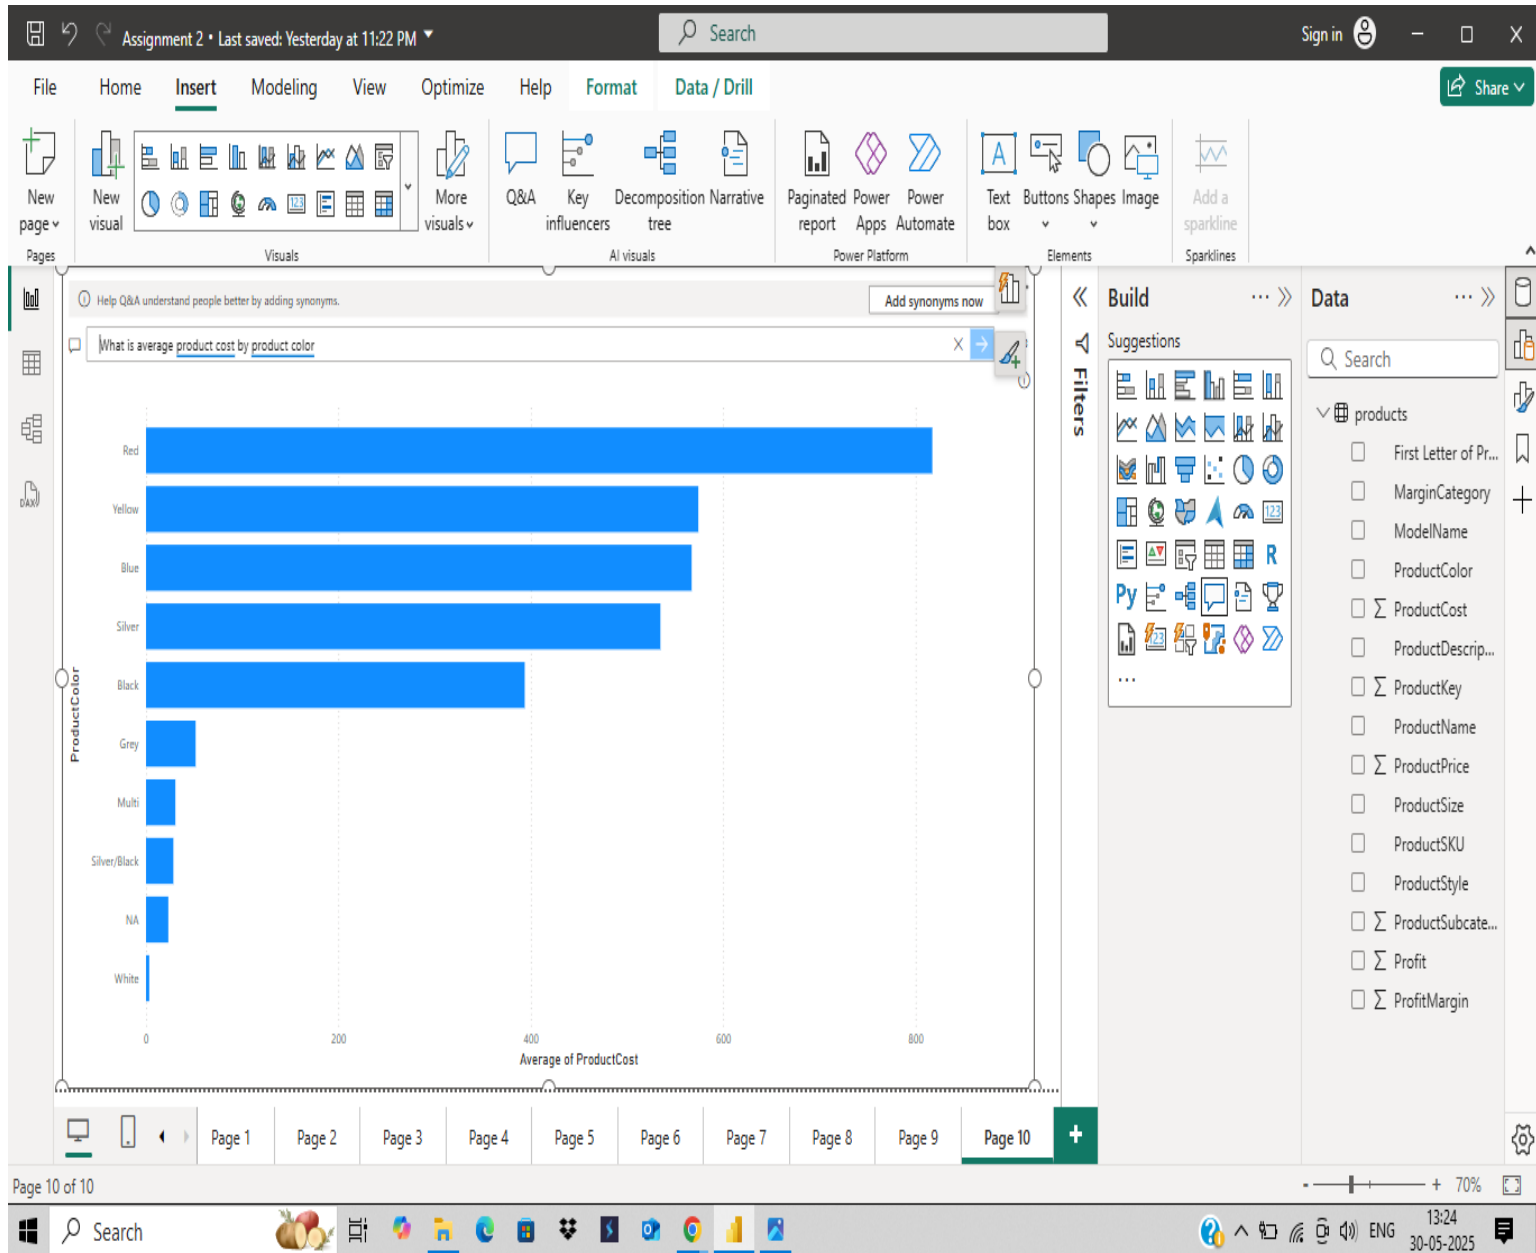 Assignment 2 • Last saved: Yesterday at 11:22 PM
Search
Sign in
File Home Insert Modeling View Optimize Help Format Data / Drill
Share
New page
New visual
More visuals
Q&A
Key influencers
Decomposition tree
Narrative
Paginated report
Power Apps
Power Automate
Text box
Buttons
Shapes
Image
Add a sparkline
Pages
Visuals
AI visuals
Power Platform
Elements
Sparklines
Help Q&A understand people better by adding synonyms.
Add synonyms now
What is average product cost by product color
ProductColor
Red
Yellow
Blue
Silver
Black
Grey
Multi
Silver/Black
NA
White
0 200 400 600 800
Average of ProductCost
Filters
Build
Suggestions
123
R
Py
123
...
Data
Search
products
First Letter of Pr...
MarginCategory
ModelName
ProductColor
∑ ProductCost
ProductDescrip...
∑ ProductKey
ProductName
∑ ProductPrice
ProductSize
ProductSKU
ProductStyle
∑ ProductSubcate...
∑ Profit
∑ ProfitMargin
DAX
Page 1 Page 2 Page 3 Page 4 Page 5 Page 6 Page 7 Page 8 Page 9 Page 10 +
Page 10 of 10
- + 70%
Search
ENG
13:24
30-05-2025